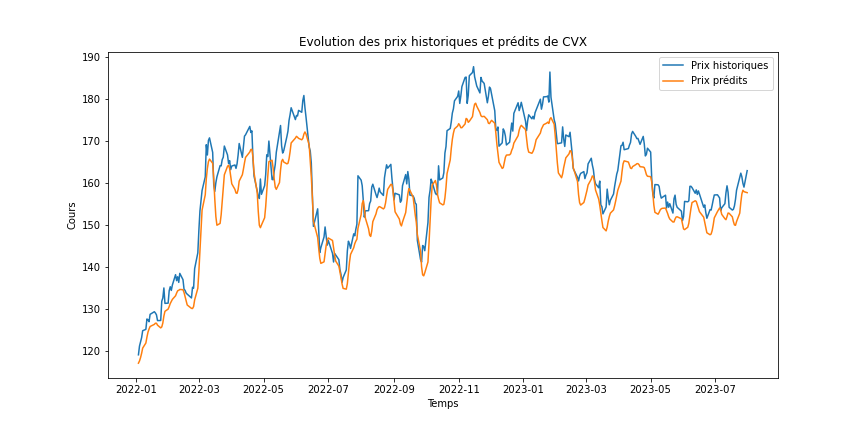 Evolution des prix historiques et prédits de CVX
190
180
170
160
150
140
130
120
Cours
Prix historiques
Prix prédits
2022-01 2022-03 2022-05 2022-07 2022-09 2022-11 2023-01 2023-03 2023-05 2023-07
Temps